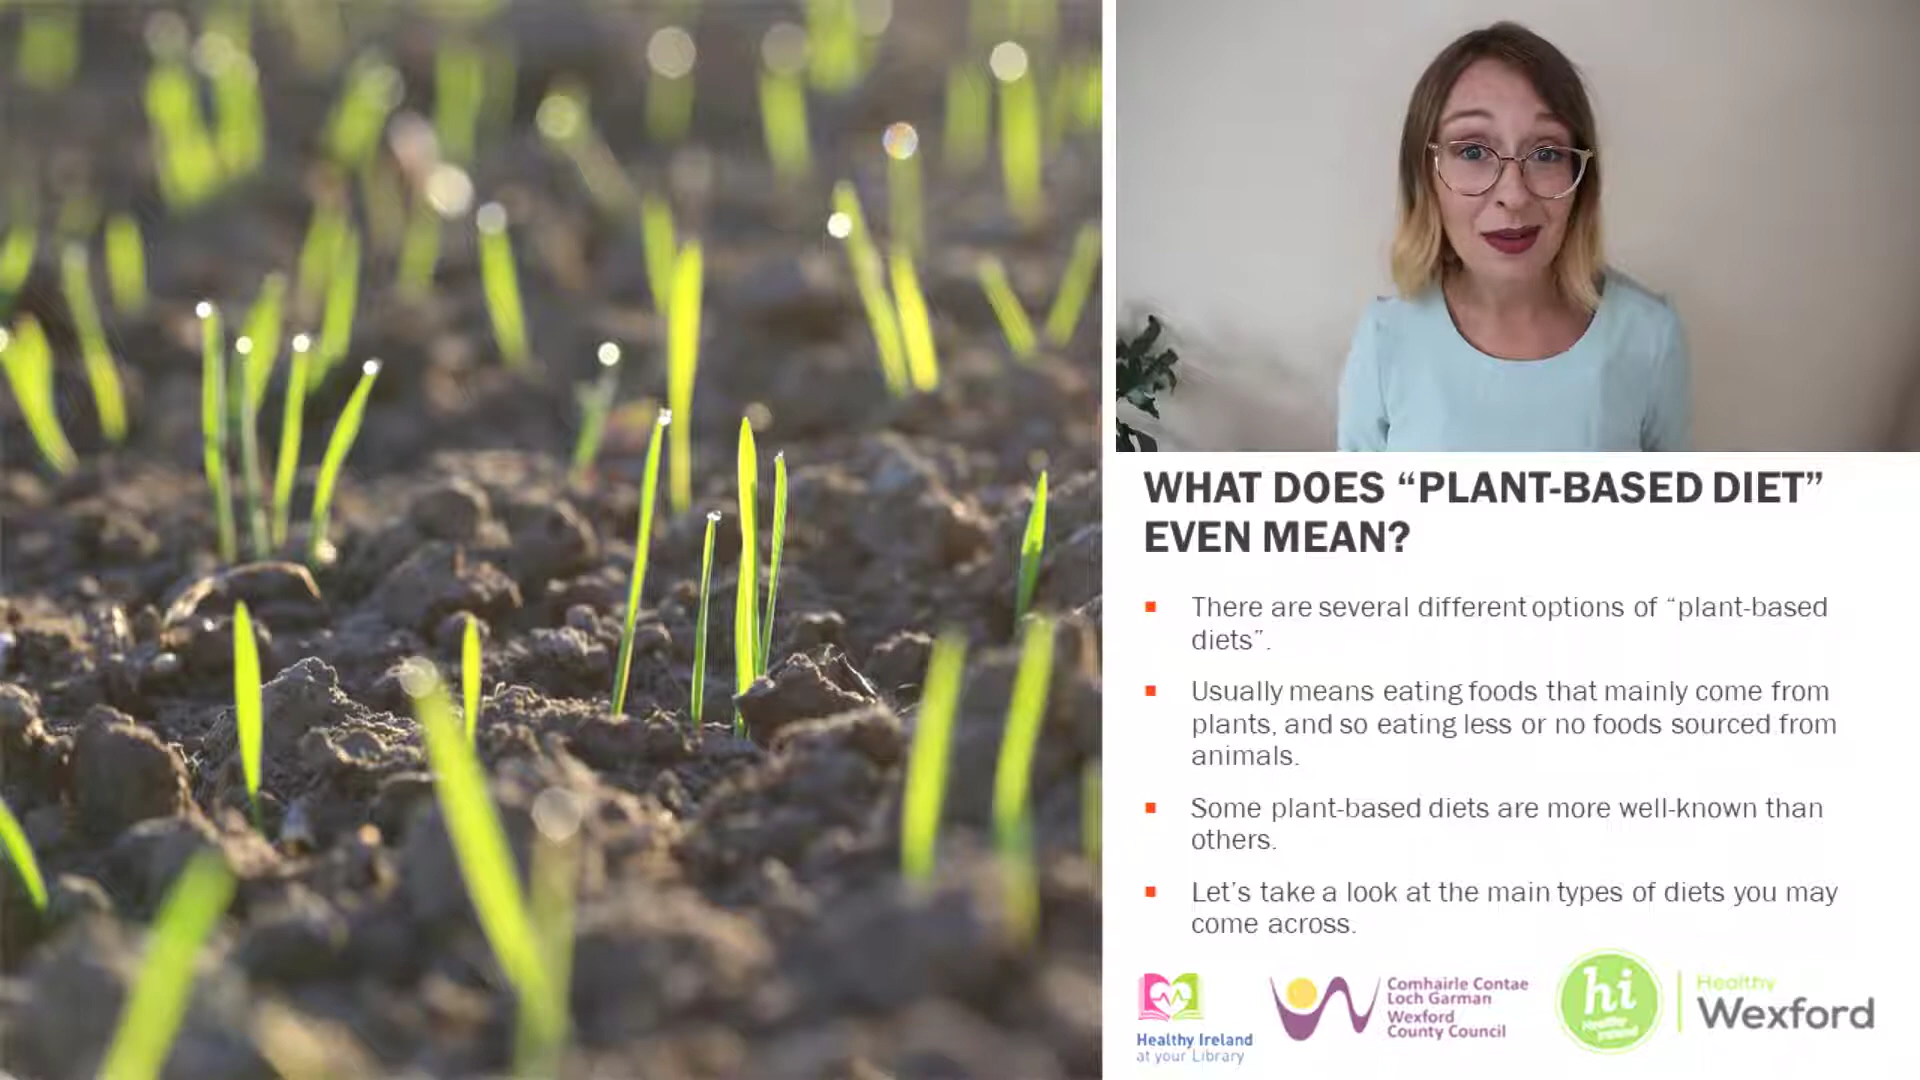 WHAT DOES “PLANT-BASED DIET”
EVEN MEAN?
There are several different options of “plant-based
diets”.
Usually means eating foods that mainly come from
plants, and so eating less or no foods sourced from
animals.
Some plant-based diets are more well-known than
others.
Let’s take a look at the main types of diets you may
come across.
Healthy Ireland
at your Library
Comhairle Contae
Loch Garman
Wexford
County Council
hi
Healthy
Ireland
Healthy
Wexford